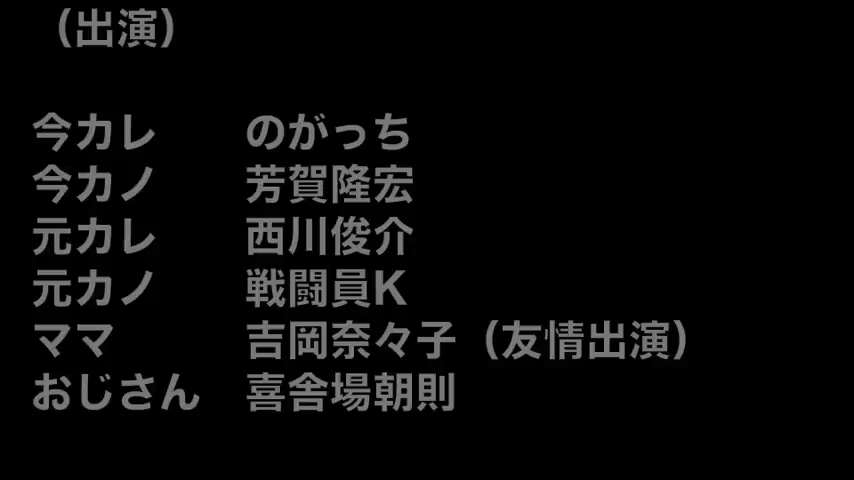 （出演）
今カレ　　のがっち
今カノ　　芳賀隆宏
元カレ　　西川俊介
元カノ　　戦闘員K
ママ　　　吉岡奈々子（友情出演）
おじさん　喜舎場朝則